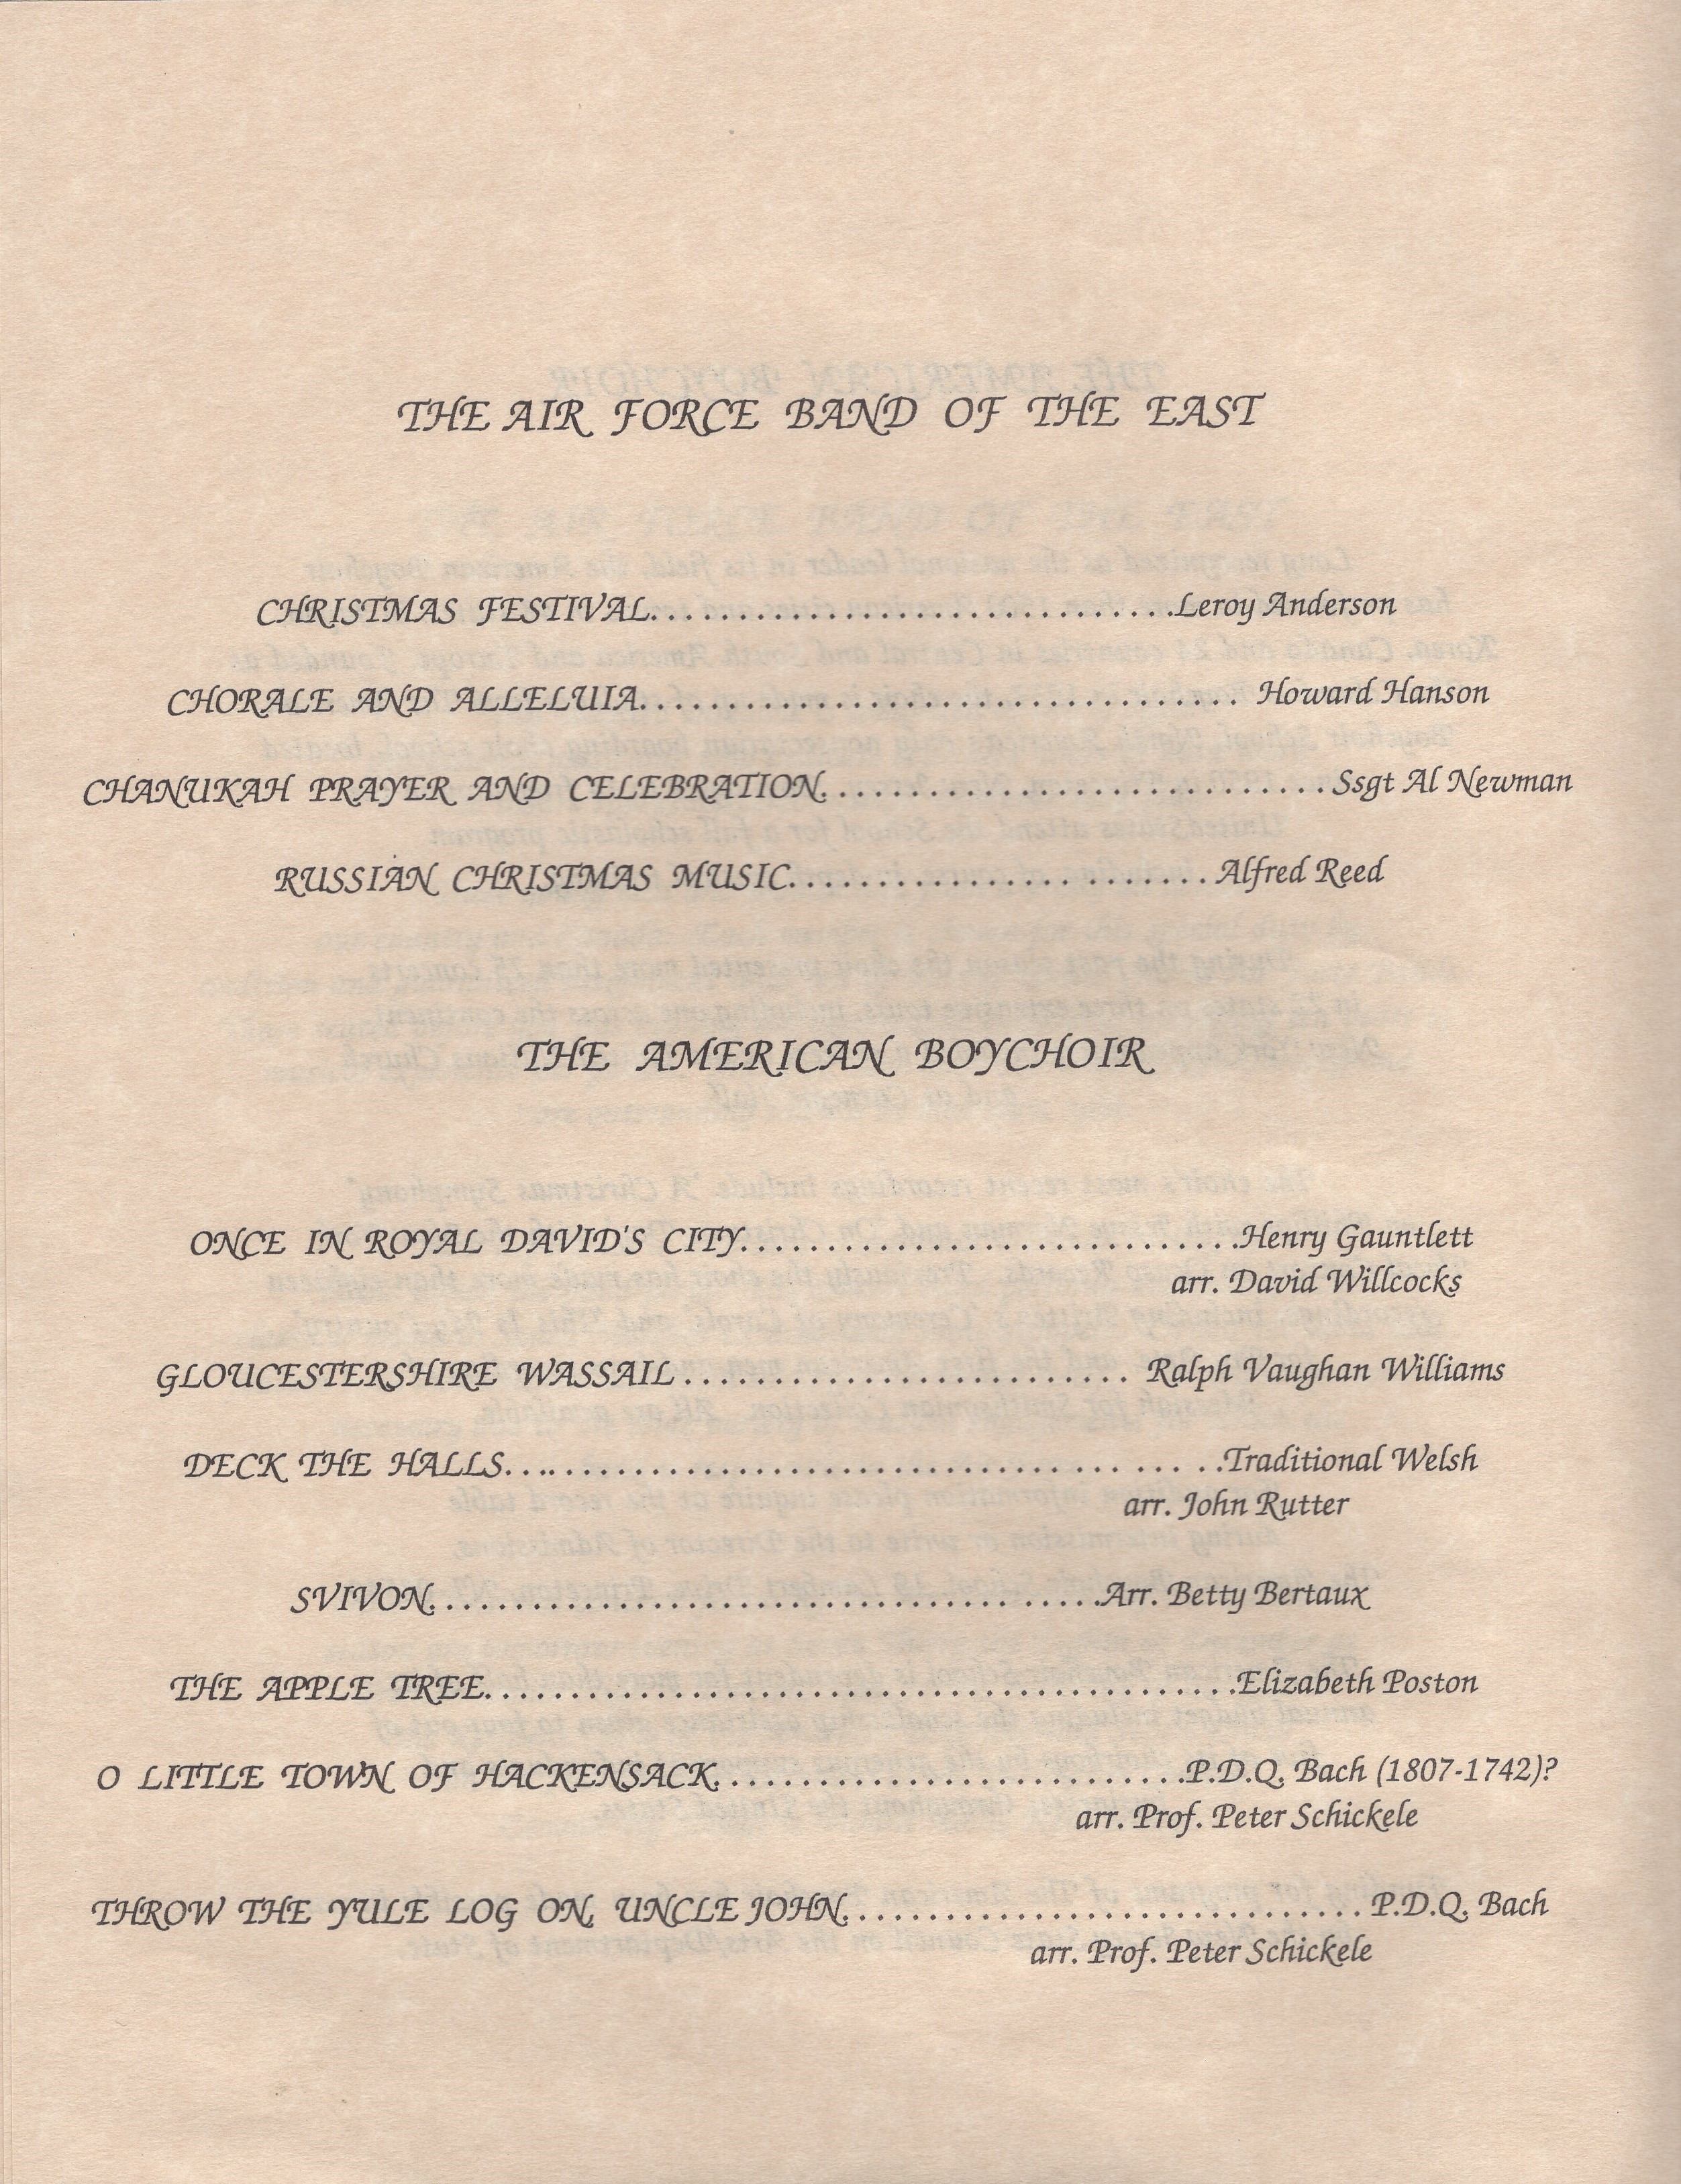 THE AIR FORCE BAND OF THE EAST
CHRISTMAS FESTIVAL..............................Leroy Anderson
CHORALE AND ALLELUIA.................................. Howard Hanson
CHANUKAH PRAYER AND CELEBRATION.............................Ssgt Al Newman
RUSSIAN CHRISTMAS MUSIC................ .......Alfred Reed
THE AMERICAN BOYCHOIR
ONCE IN ROYAL DAVID'S CITY.............................Henry Gauntlett
arr. David Willcocks
GLOUCESTERSHIRE WASSAIL.......................... Ralph Vaughan Williams
DECK THE HALLS................................. ... ... ..Traditional Welsh
arr. John Rutter
SVIVON.................................. .....Arr. Betty Bertaux
THE APPLE TREE...........................................Elizabeth Poston
O LITTLE TOWN OF HACKENSACK...........................P.D.Q. Bach (1807-1742)?
arr. Prof. Peter Schickele
THROW THE YULE LOG ON, UNCLE JOHN..............................P.D.Q. Bach
arr. Prof. Peter Schickele